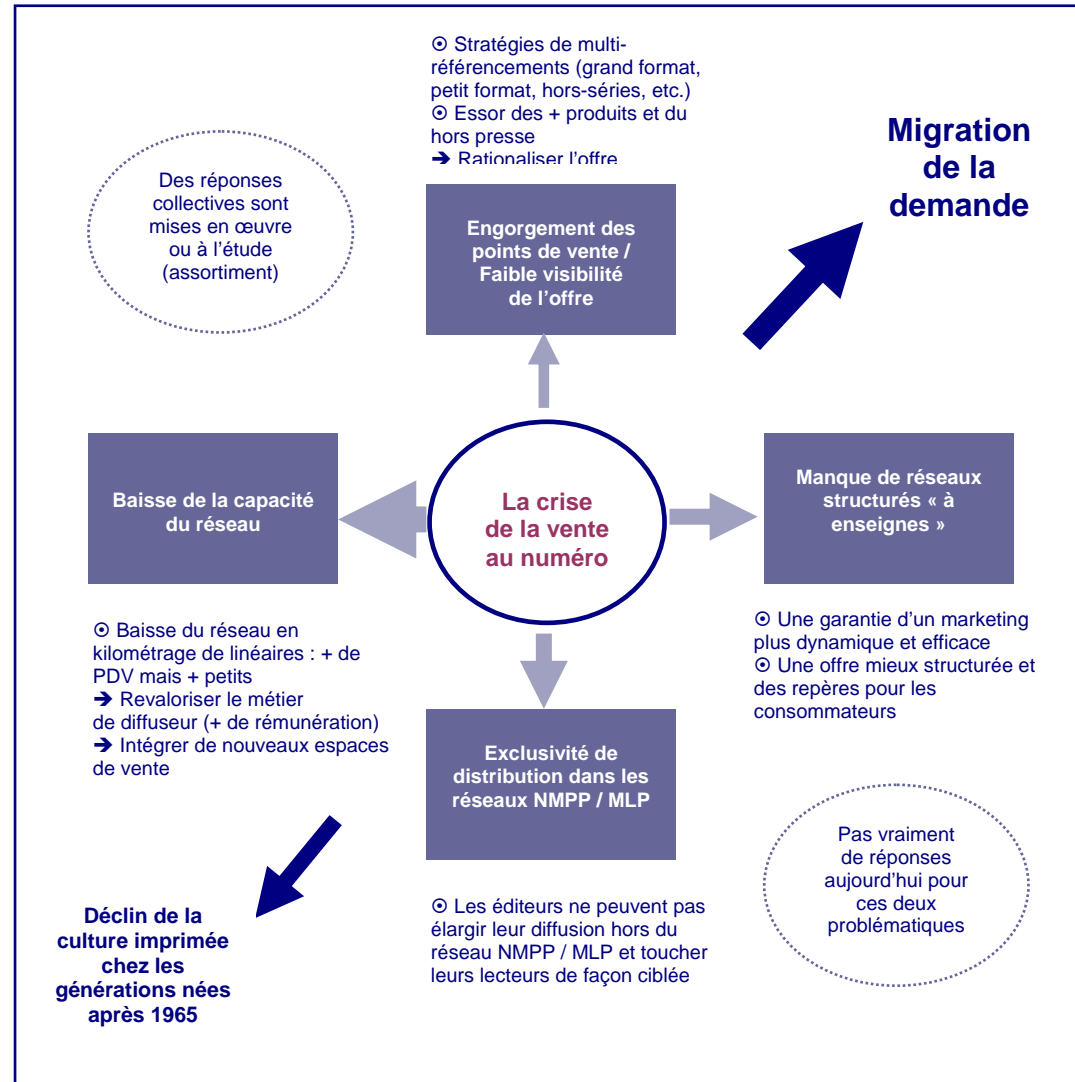 ⊙ Stratégies de multi-
référencements (grand format,
petit format, hors-séries, etc.)
⊙ Essor des + produits et du
hors presse
➔ Rationaliser l’offre
Migration
de la
demande
Des réponses
collectives sont
mises en œuvre
ou à l’étude
(assortiment)
Engorgement des
points de vente /
Faible visibilité
de l’offre
Baisse de la capacité
du réseau
La crise
de la vente
au numéro
Manque de réseaux
structurés « à
enseignes »
⊙ Baisse du réseau en
kilométrage de linéaires : + de
PDV mais + petits
➔ Revaloriser le métier
de diffuseur (+ de rémunération)
➔ Intégrer de nouveaux espaces
de vente
⊙ Une garantie d’un marketing
plus dynamique et efficace
⊙ Une offre mieux structurée et
des repères pour les
consommateurs
Exclusivité de
distribution dans les
réseaux NMPP / MLP
Pas vraiment
de réponses
aujourd’hui pour
ces deux
problématiques
Déclin de la
culture imprimée
chez les
générations nées
après 1965
⊙ Les éditeurs ne peuvent pas
élargir leur diffusion hors du
réseau NMPP / MLP et toucher
leurs lecteurs de façon ciblée